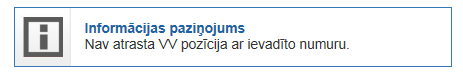 Informācijas paziņojums
Nav atrasta VV pozīcija ar ievadīto numuru.